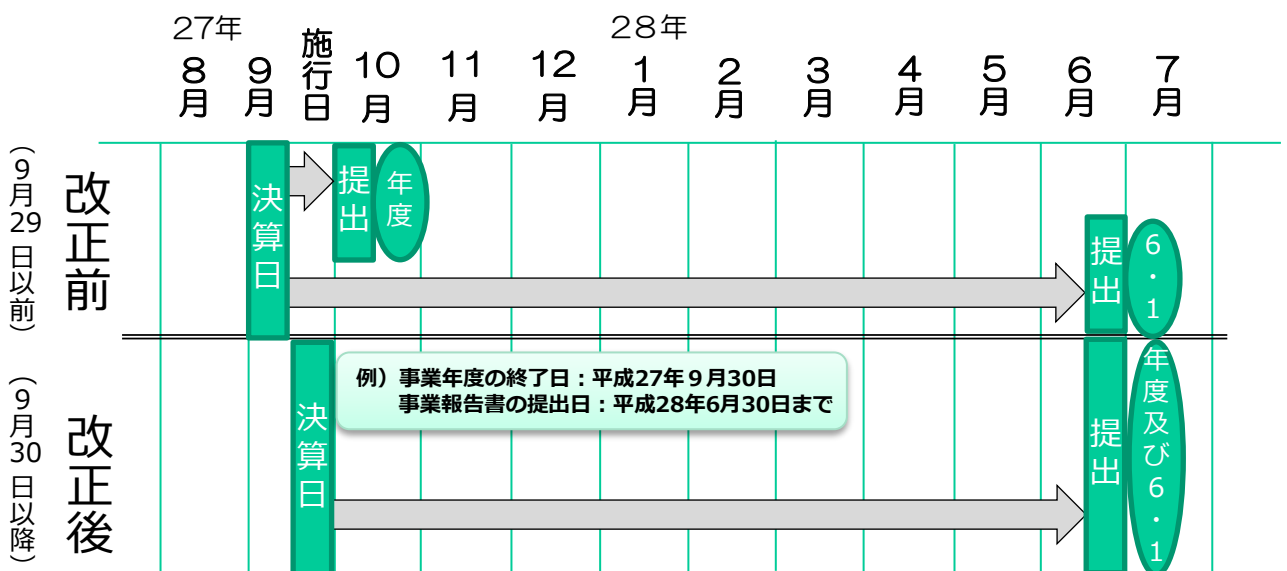 27年
28年
8月
9月
施行日
10月
11月
12月
1月
2月
3月
4月
5月
6月
7月
(9月29日以前)
改正前
決算日
提出
年度
提出
6・1
(9月30日以降)
改正後
決算日
例)事業年度の終了日:平成27年9月30日
事業報告書の提出日:平成28年6月30日まで
提出
年度及び6・1